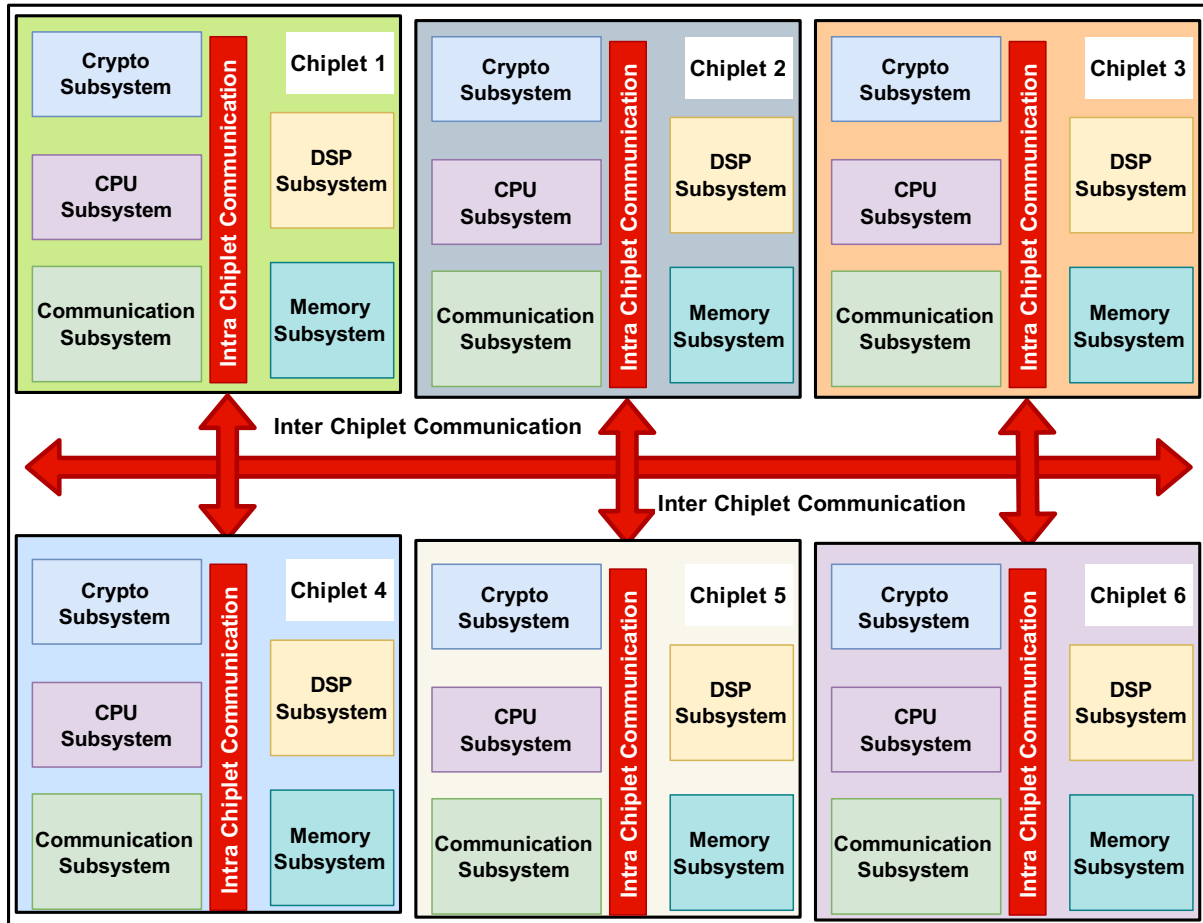 Crypto
Subsystem
Chiplet 1
Intra Chiplet Communication
DSP
Subsystem
CPU
Subsystem
Communication
Subsystem
Memory
Subsystem
Crypto
Subsystem
Chiplet 2
Intra Chiplet Communication
DSP
Subsystem
CPU
Subsystem
Communication
Subsystem
Memory
Subsystem
Crypto
Subsystem
Chiplet 3
Intra Chiplet Communication
DSP
Subsystem
CPU
Subsystem
Communication
Subsystem
Memory
Subsystem
Inter Chiplet Communication
Inter Chiplet Communication
Crypto
Subsystem
Chiplet 4
Intra Chiplet Communication
DSP
Subsystem
CPU
Subsystem
Communication
Subsystem
Memory
Subsystem
Crypto
Subsystem
Chiplet 5
Intra Chiplet Communication
DSP
Subsystem
CPU
Subsystem
Communication
Subsystem
Memory
Subsystem
Crypto
Subsystem
Chiplet 6
Intra Chiplet Communication
DSP
Subsystem
CPU
Subsystem
Communication
Subsystem
Memory
Subsystem